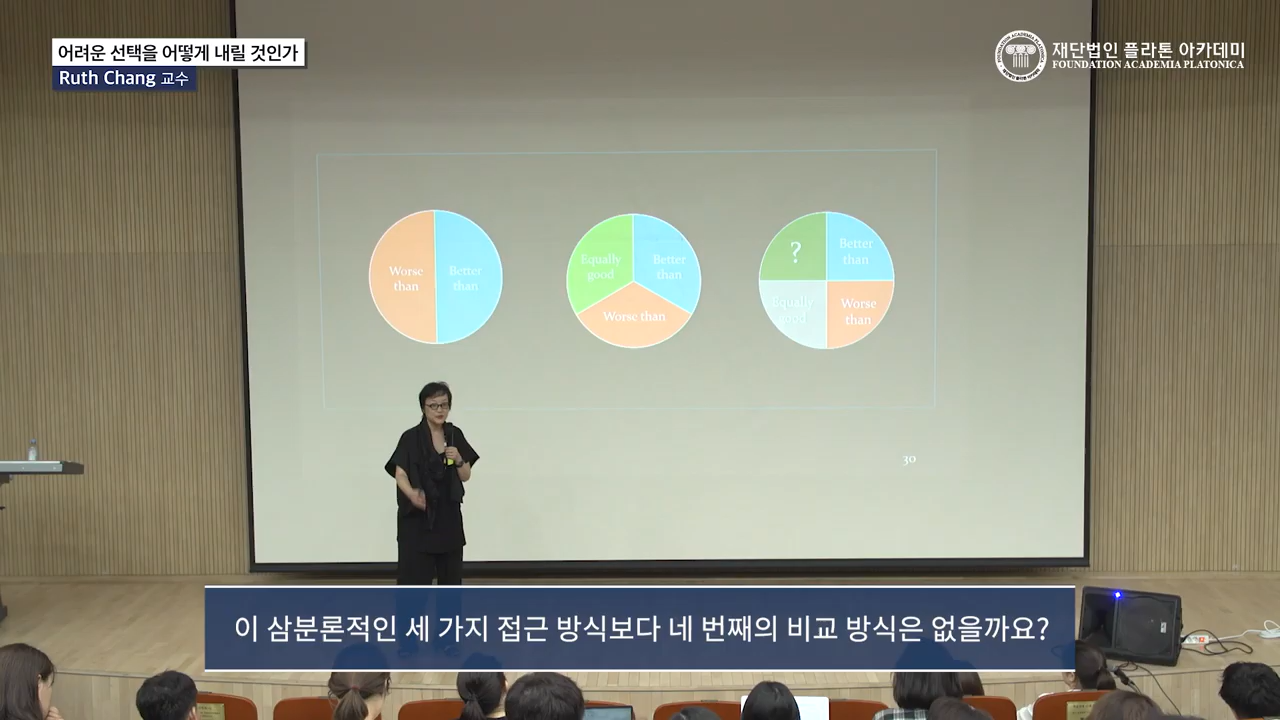 어려운 선택을 어떻게 내릴 것인가
Ruth Chang 교수
재단법인 플라톤 아카데미
FOUNDATION ACADEMIA PLATONICA
Worse
than
Better
than
Equally
good
Better
than
Worse than
?
Better
than
Equally
good
Worse
than
30
이 삼분론적인 세 가지 접근 방식보다 네 번째의 비교 방식은 없을까요?